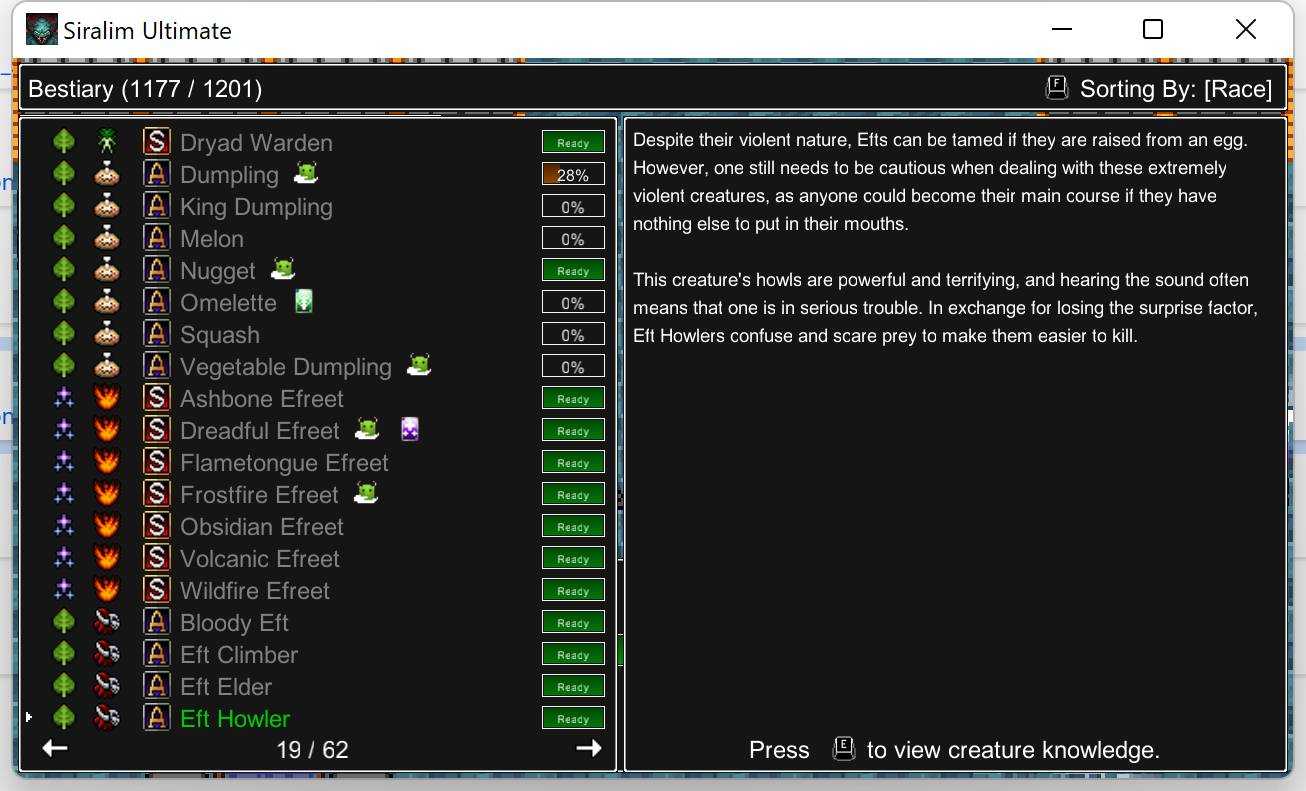 Siralim Ultimate
Bestiary (1177 / 1201)
F Sorting By: [Race]
S Dryad Warden Ready
A Dumpling 28%
A King Dumpling 0%
A Melon 0%
A Nugget Ready
A Omelette 0%
A Squash 0%
A Vegetable Dumpling 0%
S Ashbone Efreet Ready
S Dreadful Efreet Ready
S Flametongue Efreet Ready
S Frostfire Efreet Ready
S Obsidian Efreet Ready
S Volcanic Efreet Ready
S Wildfire Efreet Ready
A Bloody Eft Ready
A Eft Climber Ready
A Eft Elder Ready
A Eft Howler Ready
19 / 62
Despite their violent nature, Efts can be tamed if they are raised from an egg.
However, one still needs to be cautious when dealing with these extremely
violent creatures, as anyone could become their main course if they have
nothing else to put in their mouths.
This creature's howls are powerful and terrifying, and hearing the sound often
means that one is in serious trouble. In exchange for losing the surprise factor,
Eft Howlers confuse and scare prey to make them easier to kill.
Press E to view creature knowledge.